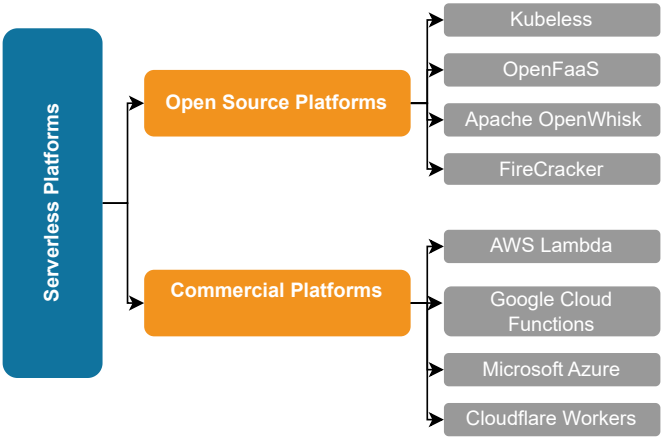 Serverless Platforms
Open Source Platforms
Kubeless
OpenFaaS
Apache OpenWhisk
FireCracker
Commercial Platforms
AWS Lambda
Google Cloud
Functions
Microsoft Azure
Cloudflare Workers